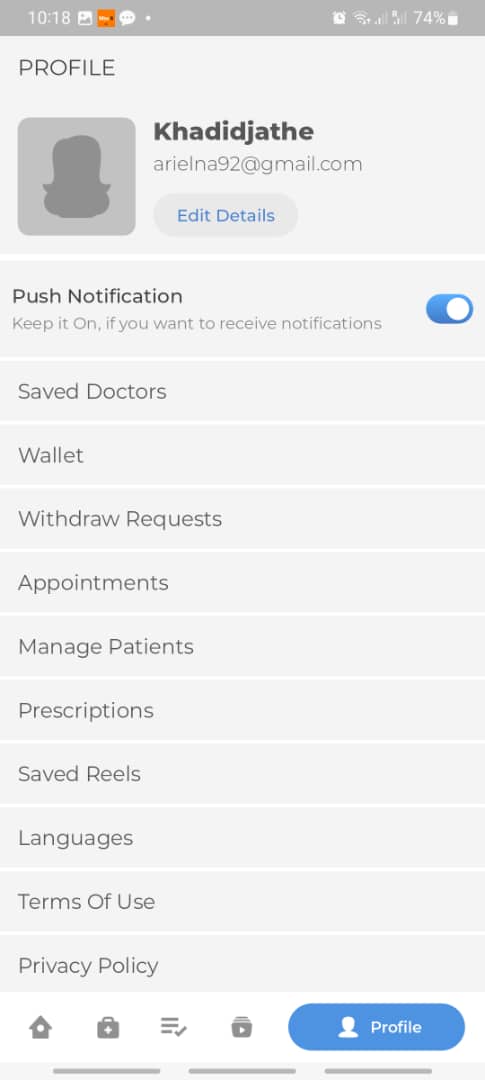 10:18 74%
PROFILE
Khadidjathe
arielna92@gmail.com
Edit Details
Push Notification
Keep it On, if you want to receive notifications
Saved Doctors
Wallet
Withdraw Requests
Appointments
Manage Patients
Prescriptions
Saved Reels
Languages
Terms Of Use
Privacy Policy
Profile